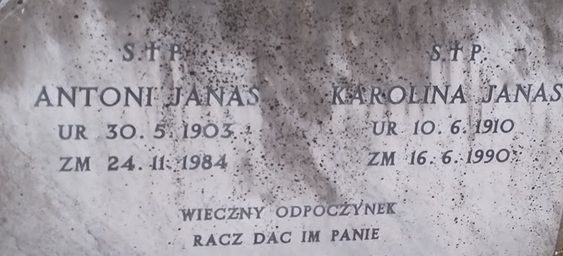 S.✝P.
ANTONI JANAS
UR 30.5.1903
ZM 24.11.1984
S.✝P.
KAROLINA JANAS
UR 10.6.1910
ZM 16.6.1990
WIECZNY ODPOCZYNEK
RACZ DAC IM PANIE